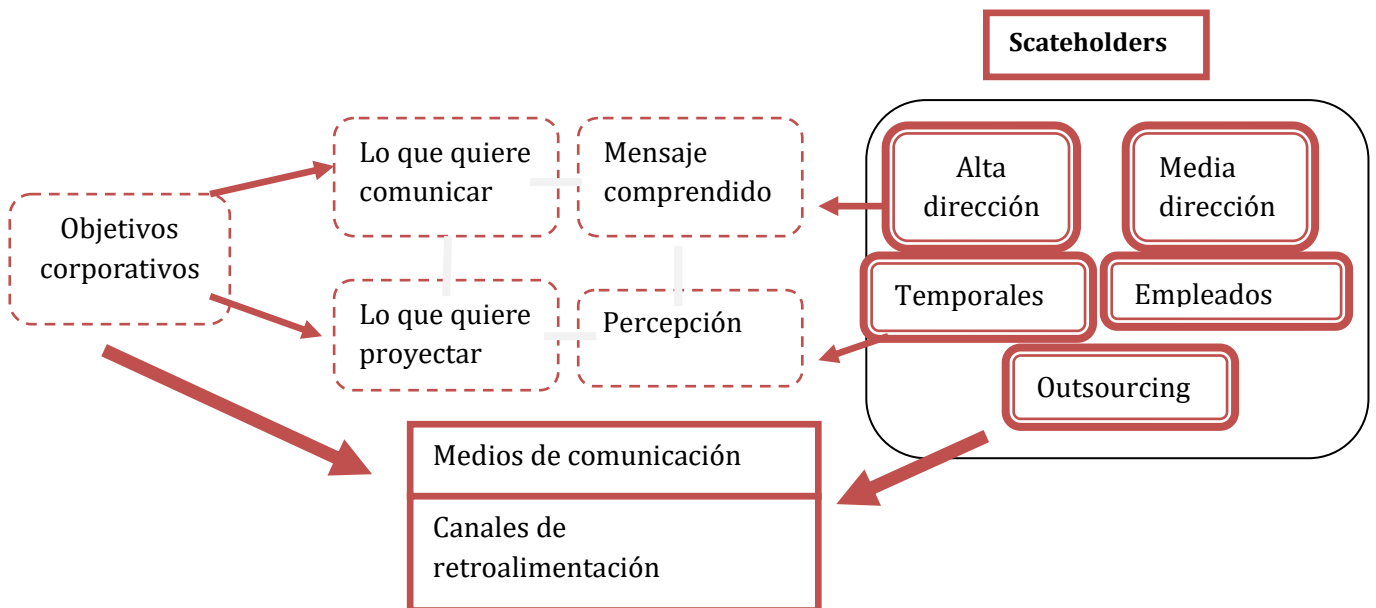 Scateholders
Lo que quiere
comunicar
Mensaje
comprendido
Alta
dirección
Media
dirección
Objetivos
corporativos
Temporales
Empleados
Lo que quiere
proyectar
Percepción
Outsourcing
Medios de comunicación
Canales de
retroalimentación